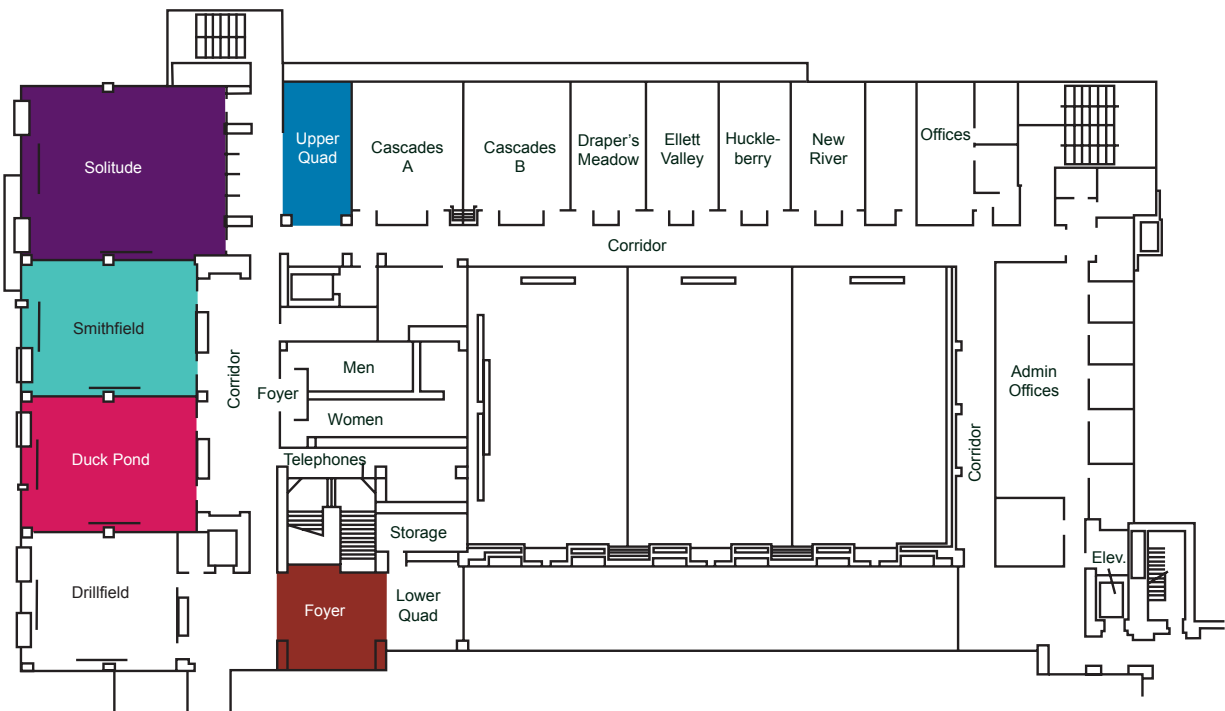 Solitude
Upper
Quad
Cascades
A
Cascades
B
Draper's
Meadow
Ellett
Valley
Huckle-
berry
New
River
Offices
Corridor
Smithfield
Corridor
Foyer
Men
Women
Telephones
Duck Pond
Storage
Drillfield
Foyer
Lower
Quad
Corridor
Admin
Offices
Elev.